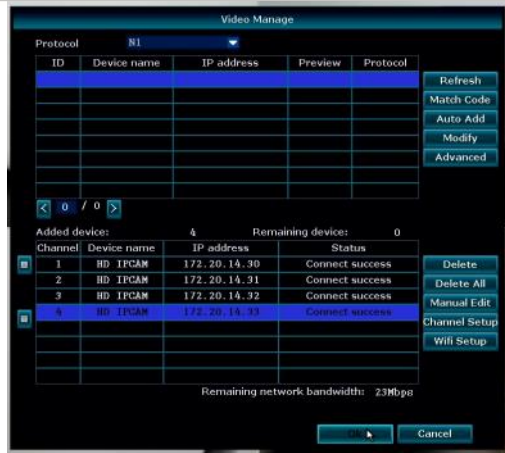 Video Manage
Protocol N1
ID Device name IP address Preview Protocol
Refresh
Match Code
Auto Add
Modify
Advanced
< 0 / 0 >
Added device: 4 Remaining device: 0
Channel Device name IP address Status
1 HD IPCAM 172.20.14.30 Connect success Delete
2 HD IPCAM 172.20.14.31 Connect success Delete All
3 HD IPCAM 172.20.14.32 Connect success Manual Edit
4 HD IPCAM 172.20.14.33 Connect success Channel Setup
Wifi Setup
Remaining network bandwidth: 23Mbps
Cancel